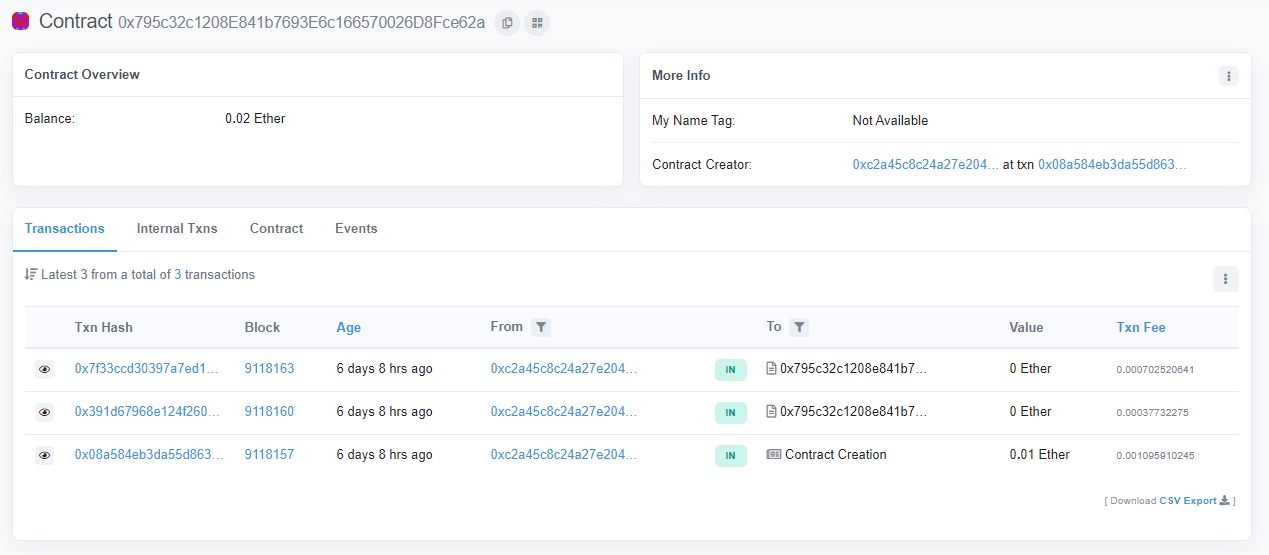 Contract 0x795c32c1208E841b7693E6c166570026D8Fce62a
Contract Overview
Balance: 0.02 Ether
More Info
My Name Tag: Not Available
Contract Creator: 0xc2a45c8c24a27e204... at txn 0x08a584eb3da55d863...
Transactions Internal Txns Contract Events
Latest 3 from a total of 3 transactions
Txn Hash Block Age From To Value Txn Fee
0x7f33ccd30397a7ed1... 9118163 6 days 8 hrs ago 0xc2a45c8c24a27e204... IN 0x795c32c1208e841b7... 0 Ether 0.000702520641
0x391d67968e124f260... 9118160 6 days 8 hrs ago 0xc2a45c8c24a27e204... IN 0x795c32c1208e841b7... 0 Ether 0.00037732275
0x08a584eb3da55d863... 9118157 6 days 8 hrs ago 0xc2a45c8c24a27e204... IN Contract Creation 0.01 Ether 0.001095910245
[ Download CSV Export ]